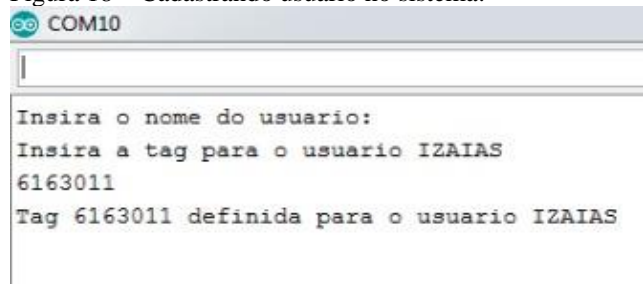 COM10
Insira o nome do usuario:
Insira a tag para o usuario IZAIAS
6163011
Tag 6163011 definida para o usuario IZAIAS